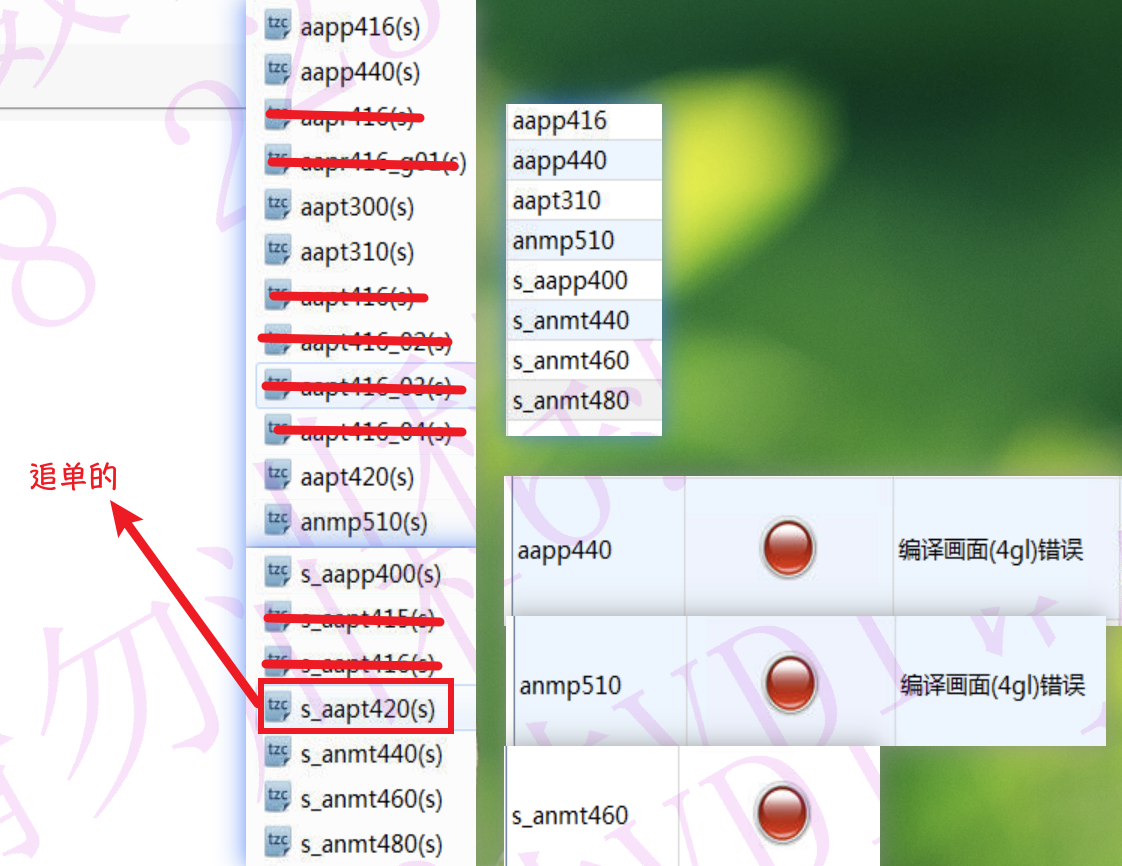 tzc aapp416(s)
tzc aapp440(s)
tzc aapr416(s)
tzc aapr416_g01(s)
tzc aapt300(s)
tzc aapt310(s)
tzc aapt416(s)
tzc aapt416_02(s)
tzc aapt416_03(s)
tzc aapt416_04(s)
tzc aapt420(s)
tzc anmp510(s)
tzc s_aapp400(s)
tzc s_aapt415(s)
tzc s_aapt416(s)
tzc s_aapt420(s)
tzc s_anmt440(s)
tzc s_anmt460(s)
tzc s_anmt480(s)
追单的
aapp416
aapp440
aapt310
anmp510
s_aapp400
s_anmt440
s_anmt460
s_anmt480
aapp440 编译画面(4gl)错误
anmp510 编译画面(4gl)错误
s_anmt460